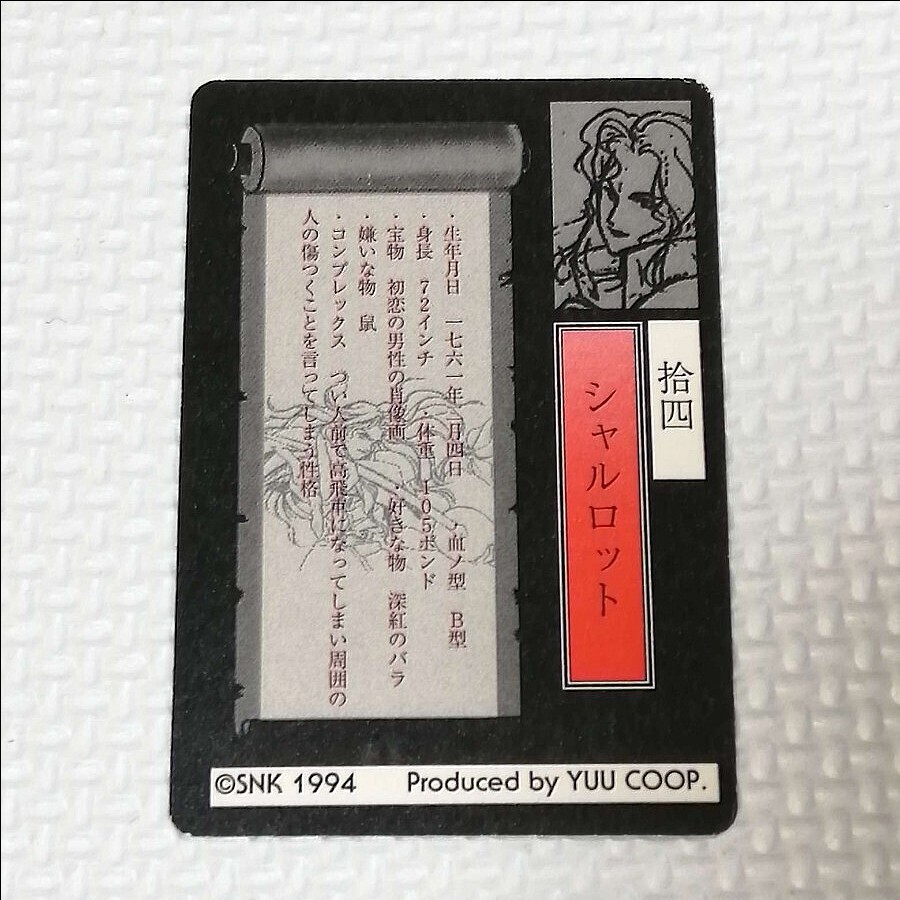 拾四
シャルロット
・生年月日　一七六一年一月四日　・血ノ型　B型
・身長　72インチ　・体重　105ポンド
・宝物　初恋の男性の肖像画　・好きな物　深紅のバラ
・嫌いな物　鼠
・コンプレックス　つい人前で高飛車になってしまい周囲の
人の傷つくことを言ってしまう性格
©SNK 1994　Produced by YUU COOP.